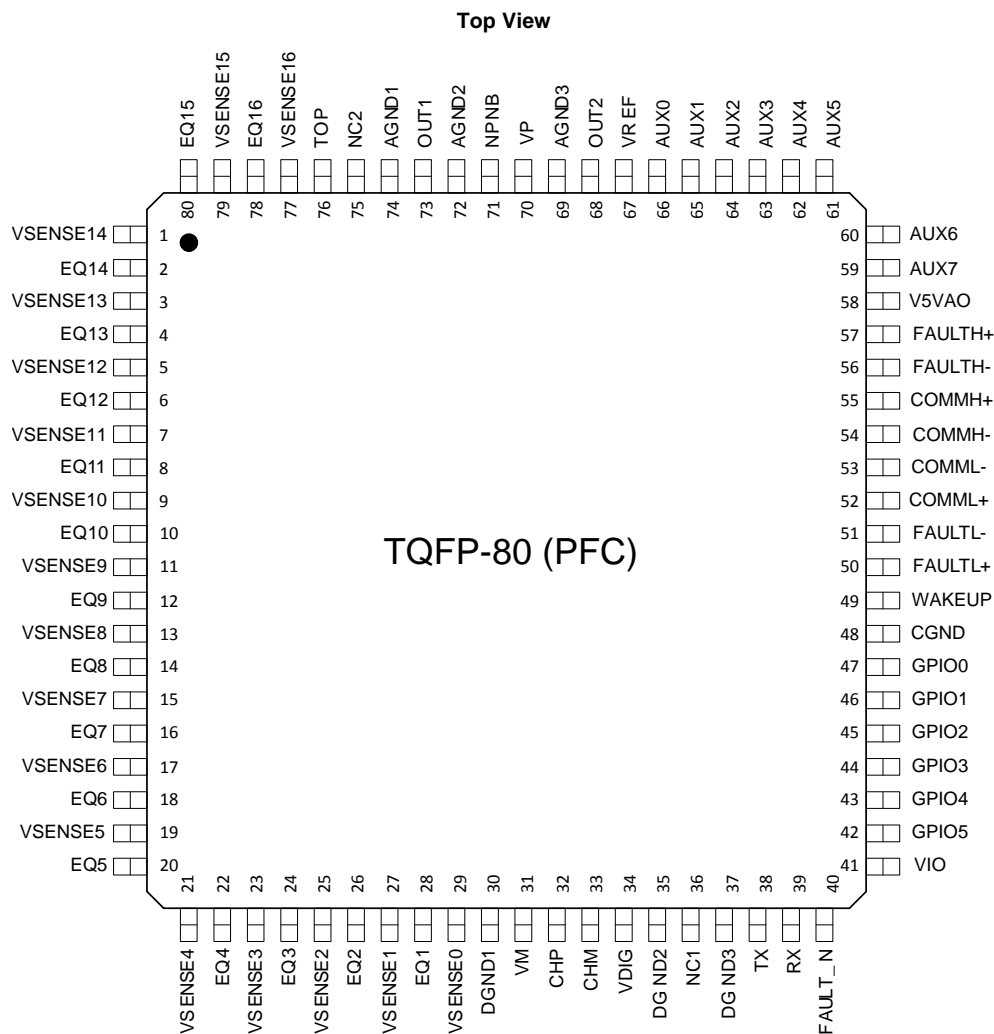 Top View
EQ15
VSENSE15
EQ16
VSENSE16
TOP
NC2
AGND1
OUT1
AGND2
NPNB
VP
AGND3
OUT2
VREF
AUX0
AUX1
AUX2
AUX3
AUX4
AUX5
80 79 78 77 76 75 74 73 72 71 70 69 68 67 66 65 64 63 62 61
VSENSE14 1 60 AUX6
EQ14 2 59 AUX7
VSENSE13 3 58 V5VAO
EQ13 4 57 FAULTH+
VSENSE12 5 56 FAULTH-
EQ12 6 55 COMMH+
VSENSE11 7 54 COMMH-
EQ11 8 53 COMML-
VSENSE10 9 52 COMML+
EQ10 10 51 FAULTL-
TQFP-80 (PFC)
VSENSE9 11 50 FAULTL+
EQ9 12 49 WAKEUP
VSENSE8 13 48 CGND
EQ8 14 47 GPIO0
VSENSE7 15 46 GPIO1
EQ7 16 45 GPIO2
VSENSE6 17 44 GPIO3
EQ6 18 43 GPIO4
VSENSE5 19 42 GPIO5
EQ5 20 41 VIO
21 22 23 24 25 26 27 28 29 30 31 32 33 34 35 36 37 38 39 40
VSENSE4
EQ4
VSENSE3
EQ3
VSENSE2
EQ2
VSENSE1
EQ1
VSENSE0
DGND1
VM
CHP
CHM
VDIG
DGND2
NC1
DGND3
TX
RX
FAULT_N